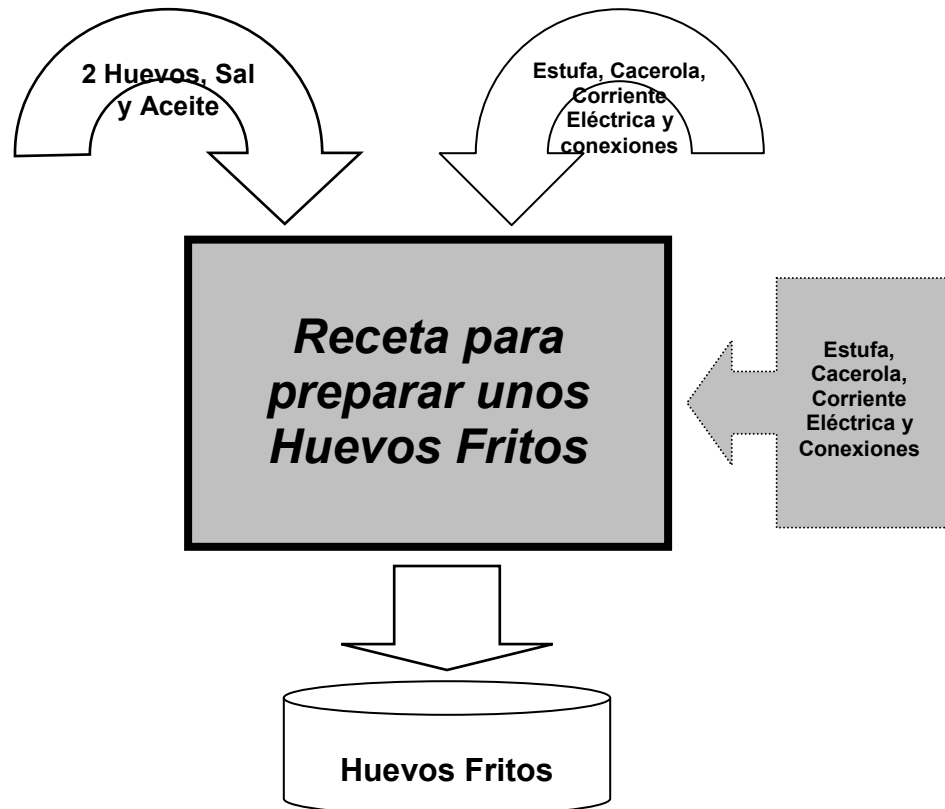 2 Huevos, Sal
y Aceite
Estufa, Cacerola,
Corriente
Eléctrica y
conexiones
Receta para
preparar unos
Huevos Fritos
Estufa,
Cacerola,
Corriente
Eléctrica y
Conexiones
Huevos Fritos